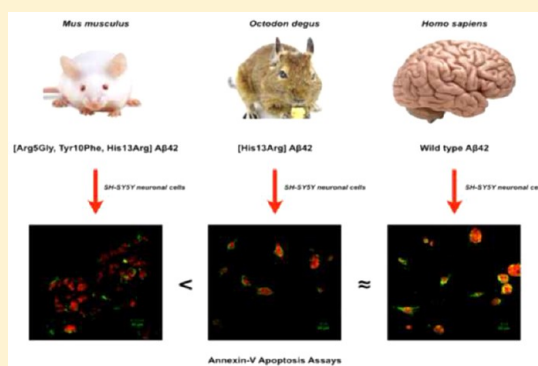 Mus musculus
Octodon degus
Homo sapiens
[Arg5Gly, Tyr10Phe, His13Arg] Aβ42
[His13Arg] Aβ42
Wild type Aβ42
SH-SY5Y neuronal cells
SH-SY5Y neuronal cells
SH-SY5Y neuronal ce
<
≈
Annexin-V Apoptosis Assays